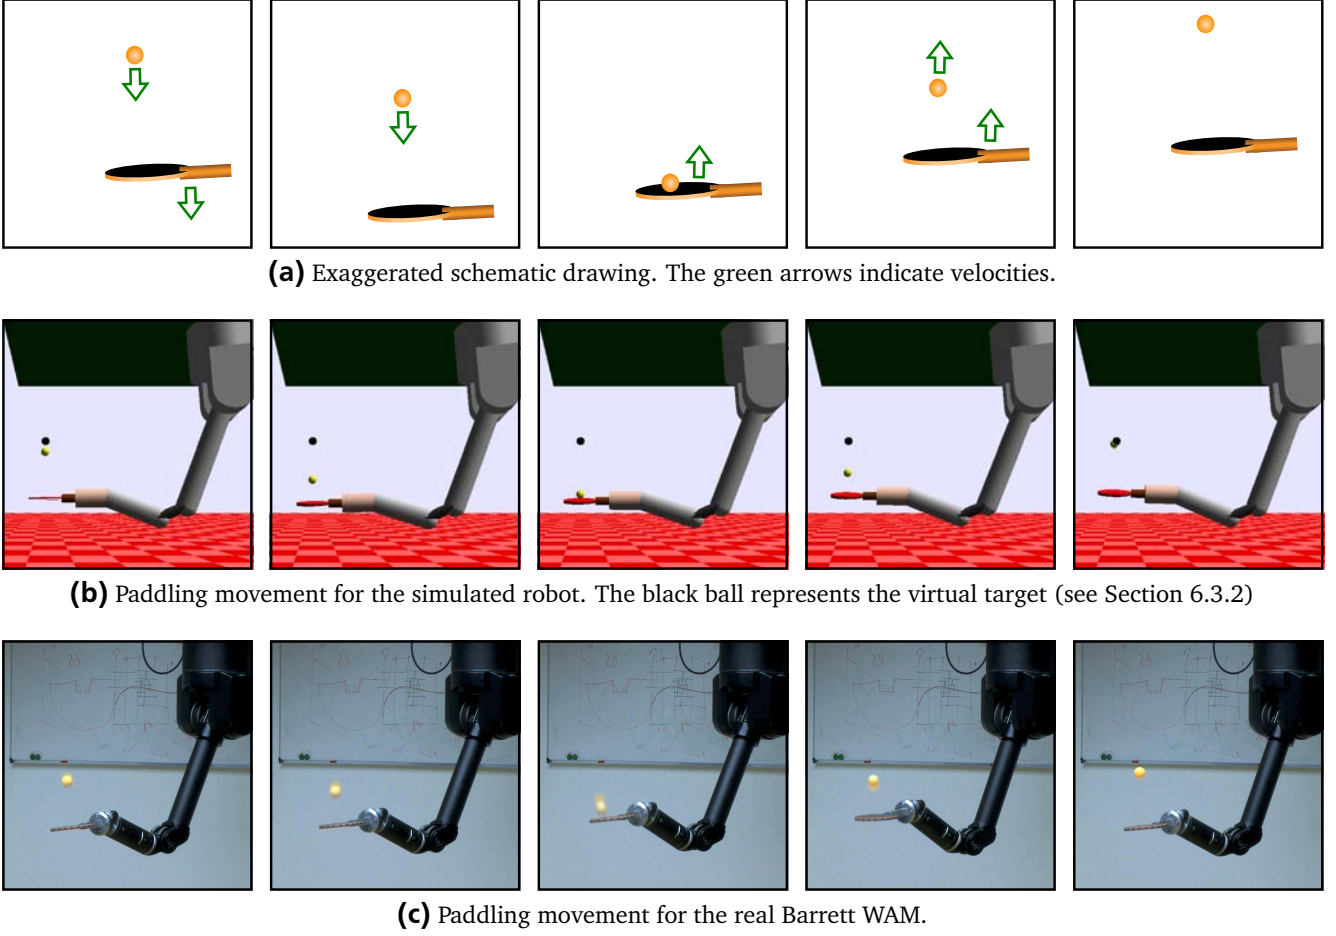 (a) Exaggerated schematic drawing. The green arrows indicate velocities.
(b) Paddling movement for the simulated robot. The black ball represents the virtual target (see Section 6.3.2)
(c) Paddling movement for the real Barrett WAM.